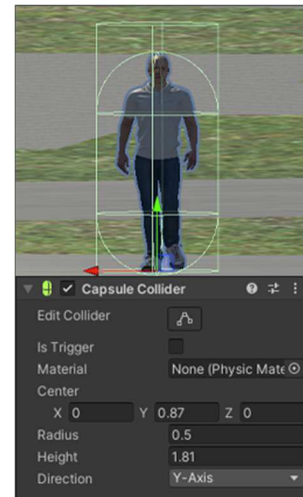 Capsule Collider
Edit Collider
Is Trigger
Material None (Physic Mate
Center
X 0 Y 0.87 Z 0
Radius 0.5
Height 1.81
Direction Y-Axis